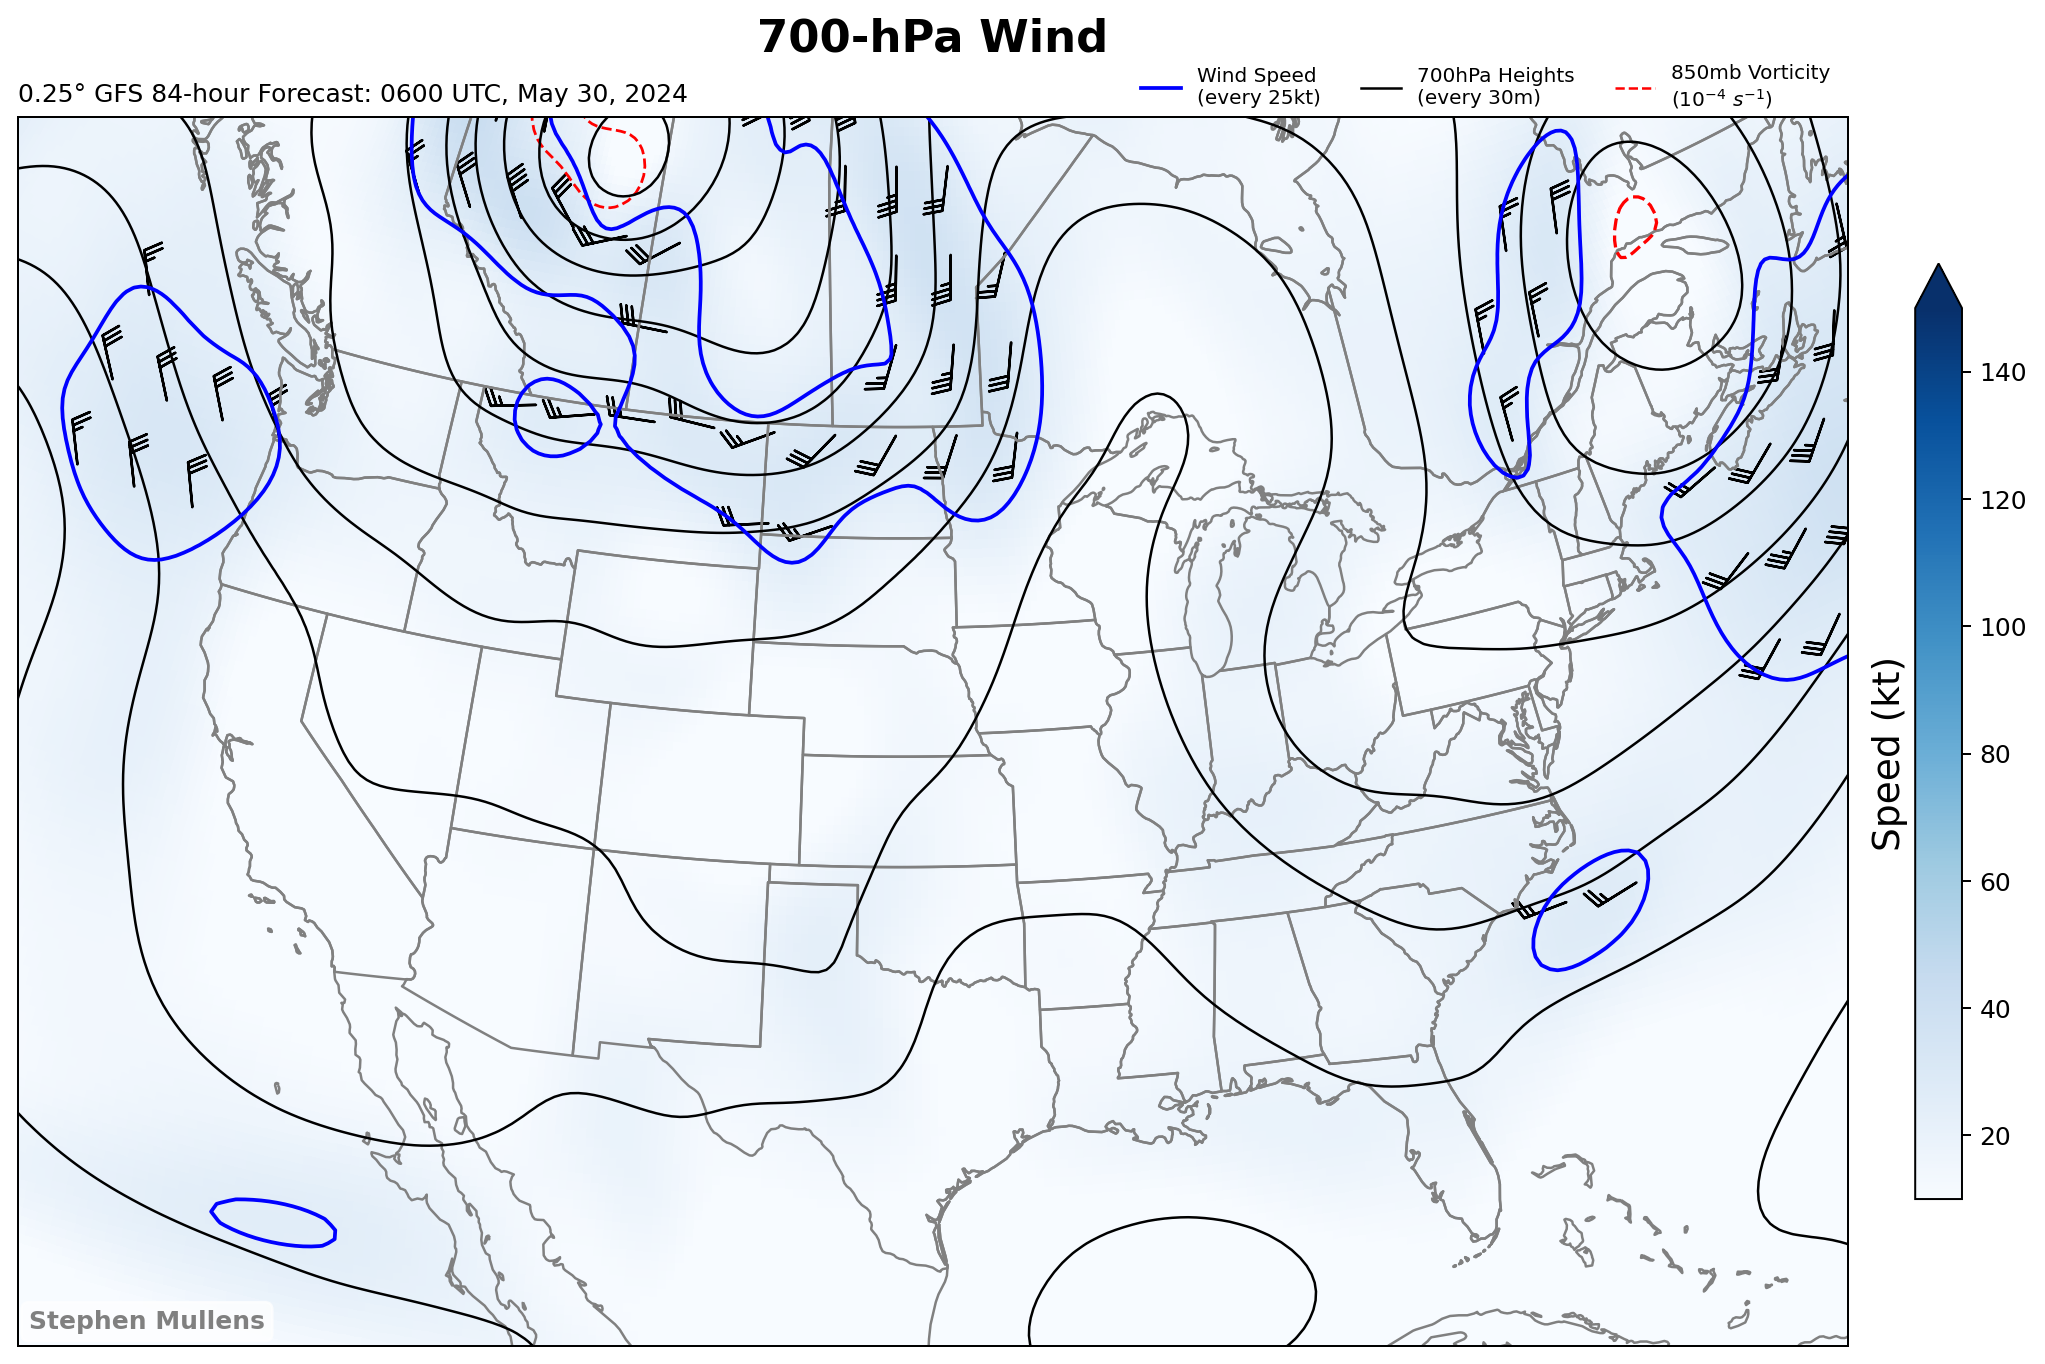 700-hPa Wind
0.25° GFS 84-hour Forecast: 0600 UTC, May 30, 2024
Wind Speed
(every 25kt)
700hPa Heights
(every 30m)
850mb Vorticity
(10⁻⁴ s⁻¹)
140
120
100
80
60
40
20
Speed (kt)
Stephen Mullens